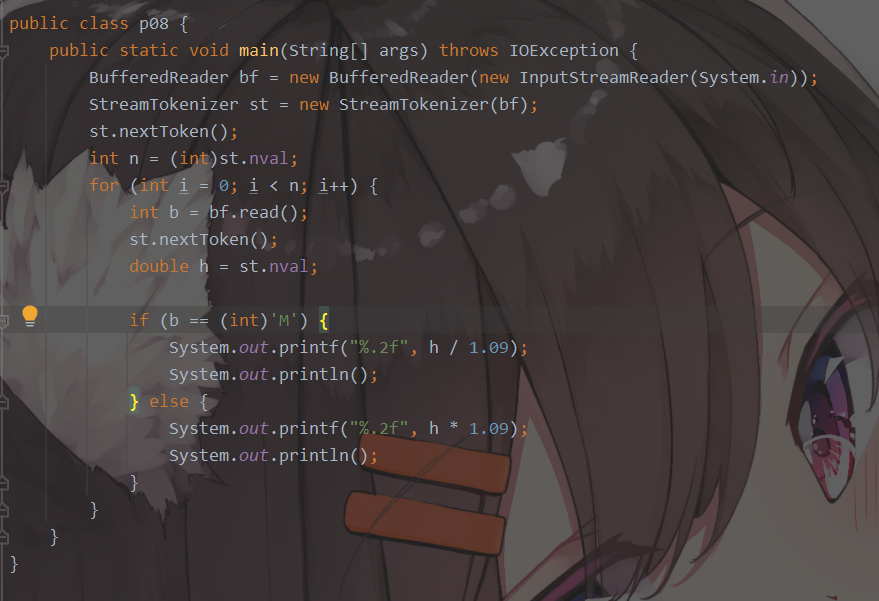 public class p08 {
    public static void main(String[] args) throws IOException {
        BufferedReader bf = new BufferedReader(new InputStreamReader(System.in));
        StreamTokenizer st = new StreamTokenizer(bf);
        st.nextToken();
        int n = (int)st.nval;
        for (int i = 0; i < n; i++) {
            int b = bf.read();
            st.nextToken();
            double h = st.nval;

            if (b == (int)'M') {
                System.out.printf("%.2f", h / 1.09);
                System.out.println();
            } else {
                System.out.printf("%.2f", h * 1.09);
                System.out.println();
            }
        }
    }
}